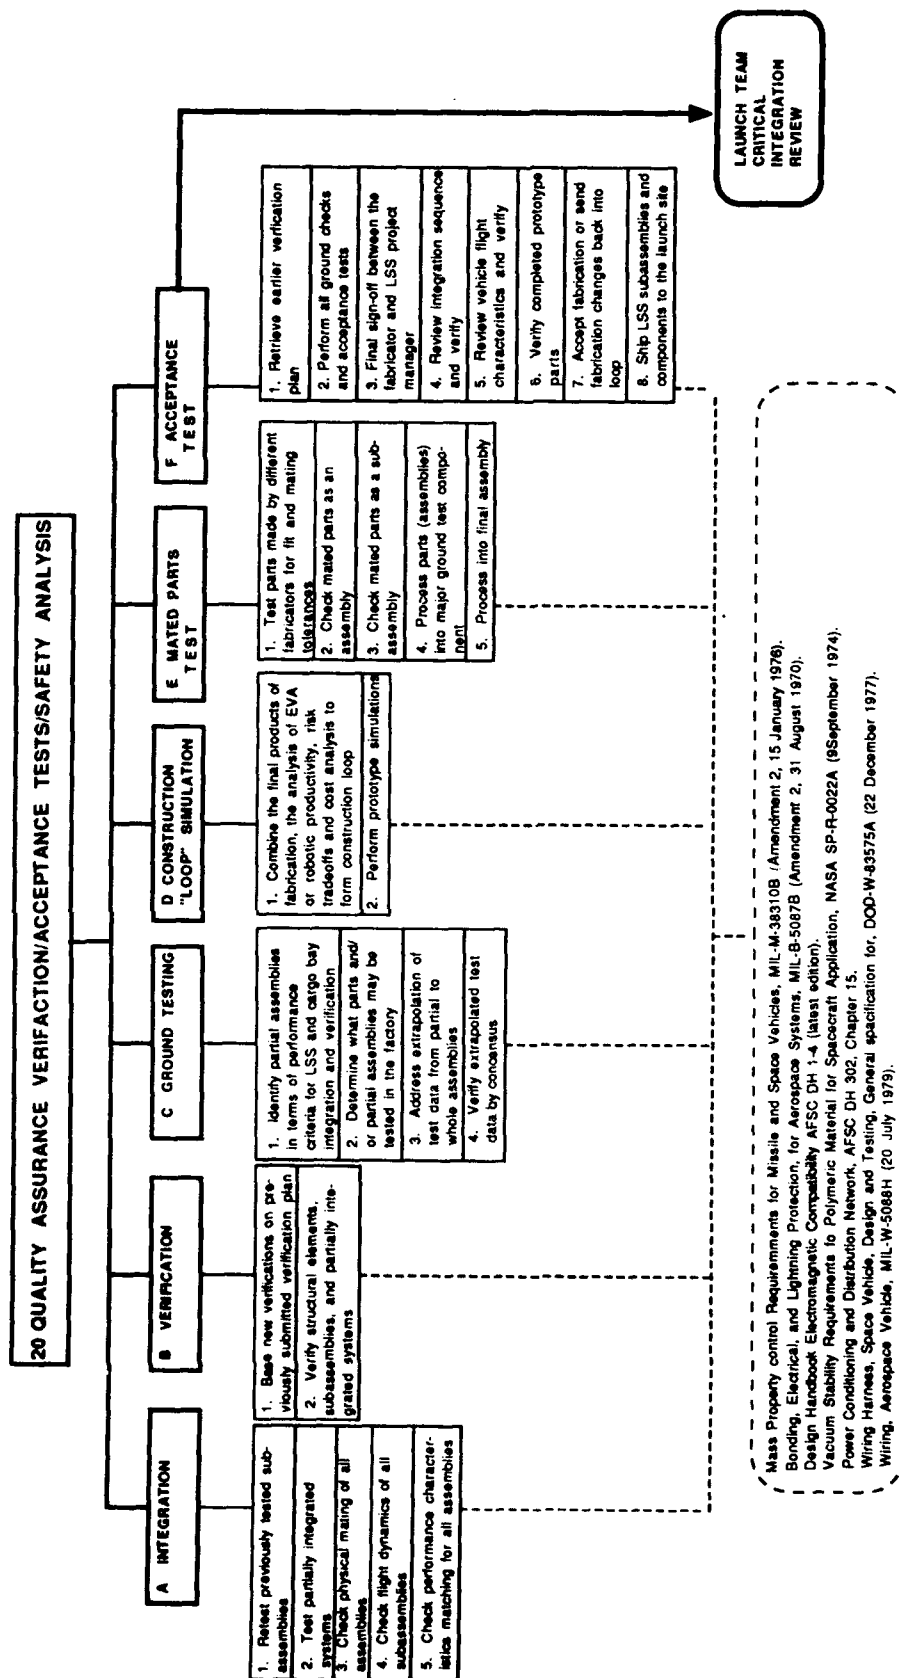 20 QUALITY ASSURANCE VERIFACTION/ACCEPTANCE TESTS/SAFETY ANALYSIS
A INTEGRATION
1. Retest previously tested sub-
assemblies
2. Test partially integrated
systems
3. Check physical mating of all
assemblies
4. Check flight dynamics of all
subassemblies
5. Check performance character-
istics matching for all assemblies
B VERIFICATION
1. Base new verifications on pre-
viously submitted verification plan
2. Verify structural elements,
subassemblies, and partially inte-
grated systems
C GROUND TESTING
1. Identify partial assemblies
in terms of performance
criteria for LSS and cargo bay
integration and verification
2. Determine what parts and/
or partial assemblies may be
tested in the factory
3. Address extrapolation of
test data from partial to
whole assemblies
4. Verify extrapolated test
data by concensus
D CONSTRUCTION
"LOOP" SIMULATION
1. Combine the final products of
fabrication, the analysis of EVA
or robotic productivity, risk
tradeoffs and cost analysis to
form construction loop
2. Perform prototype simulations
E MATED PARTS
TEST
1. Test parts made by different
fabricators for fit and mating
tolerances
2. Check mated parts as an
assembly
3. Check mated parts as a sub-
assembly
4. Process parts (assemblies)
into major ground test compo-
nent
5. Process into final assembly
F ACCEPTANCE
TEST
1. Retrieve earlier verfication
plan
2. Perform all ground checks
and acceptance tests
3. Final sign-off between the
fabricator and LSS project
manager
4. Review integration sequence
and verify
5. Review vehicle flight
characteristics and verify
6. Verify completed prototype
parts
7. Accept fabrication or send
fabrication changes back into
loop
8. Ship LSS subassemblies and
components to the launch site
LAUNCH TEAM
CRITICAL
INTEGRATION
REVIEW
Mass Property control Requirements for Missile and Space Vehicles, MIL-M-38310B (Amendment 2, 15 January 1976).
Bonding, Electrical, and Lightning Protection, for Aerospace Systems, MIL-B-5087B (Amendment 2, 31 August 1970).
Design Handbook Electromagnetic Compatibility AFSC DH 1-4 (latest edition).
Vacuum Stability Requirements fo Polymeric Material for Spacecraft Application, NASA SP-R-0022A (9September 1974).
Power Conditioning and Distribution Network, AFSC DH 302, Chapter 15.
Wiring Harness, Space Vehicle, Design and Testing, General spacification for, DOD-W-83575A (22 December 1977).
Wiring, Aerospace Vehicle, MIL-W-5088H (20 July 1979).